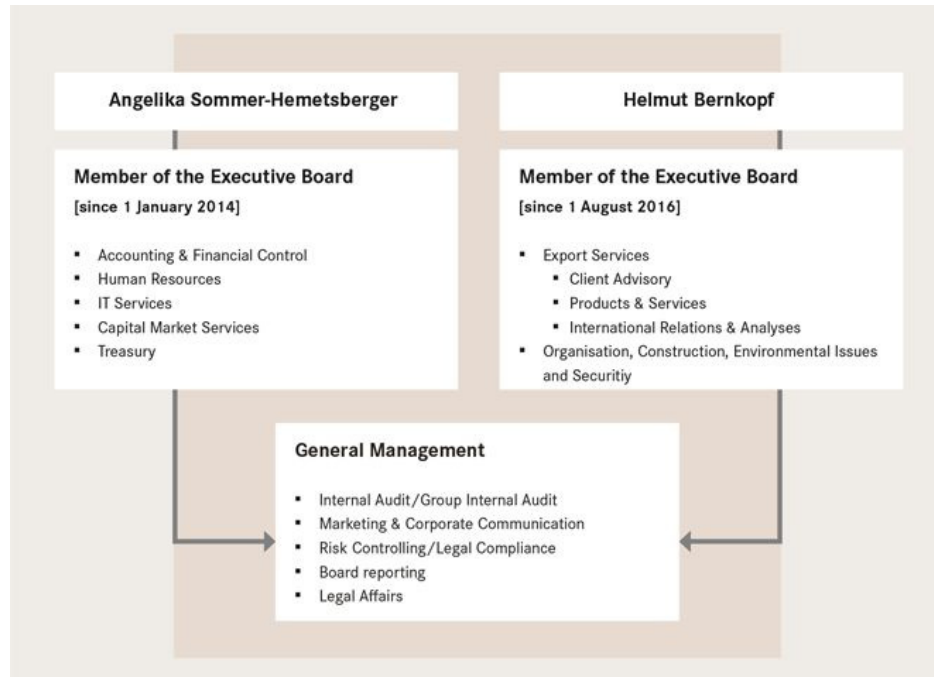 Angelika Sommer-Hemetsberger
Member of the Executive Board
[since 1 January 2014]
▪ Accounting & Financial Control
▪ Human Resources
▪ IT Services
▪ Capital Market Services
▪ Treasury
Helmut Bernkopf
Member of the Executive Board
[since 1 August 2016]
▪ Export Services
▪ Client Advisory
▪ Products & Services
▪ International Relations & Analyses
▪ Organisation, Construction, Environmental Issues
and Securitiy
General Management
▪ Internal Audit/Group Internal Audit
▪ Marketing & Corporate Communication
▪ Risk Controlling/Legal Compliance
▪ Board reporting
▪ Legal Affairs